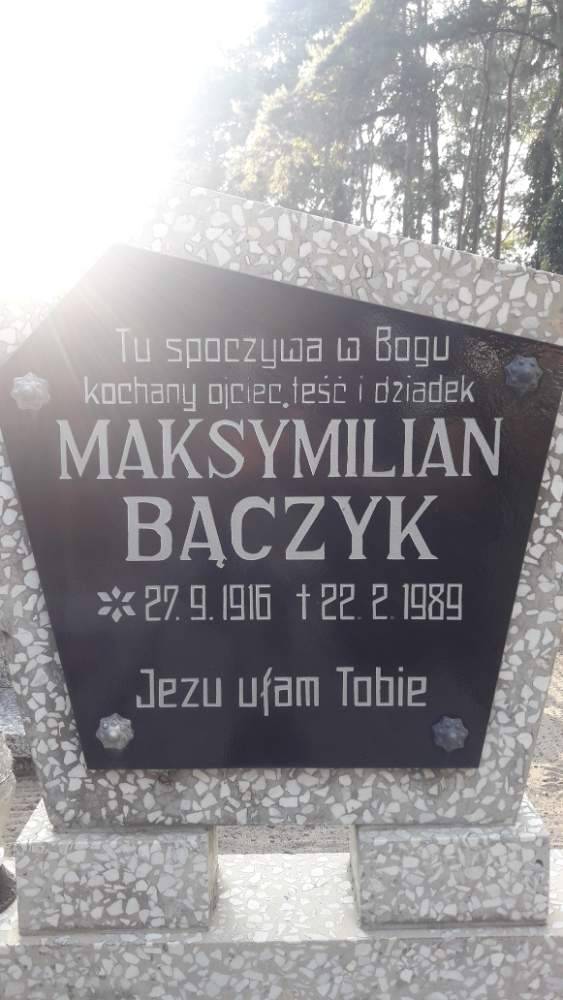 Tu spoczywa w Bogu
kochany ojciec, teść i dziadek
MAKSYMILIAN
BĄCZYK
* 27. 9. 1916 † 22. 2. 1989
Jezu ufam Tobie